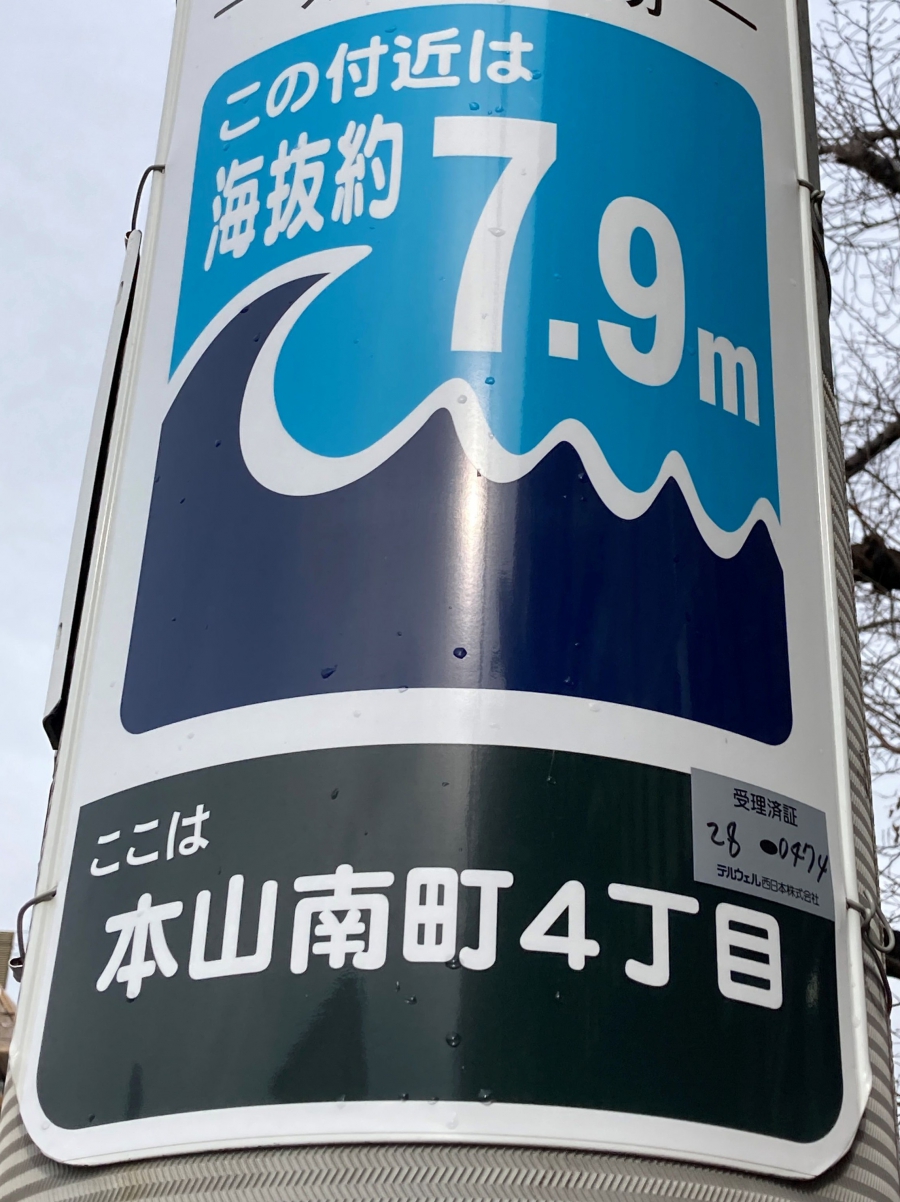 この付近は
海抜約7.9m
ここは
本山南町4丁目
受理済証
28 ●0474
テルウェル西日本株式会社